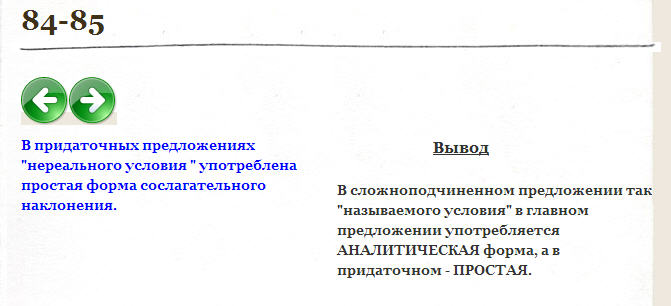 84-85
В придаточных предложениях
"нереального условия " употреблена
простая форма сослагательного
наклонения.
Вывод
В сложноподчиненном предложении так
"называемого условия" в главном
предложении употребляется
АНАЛИТИЧЕСКАЯ форма, а в
придаточном - ПРОСТАЯ.